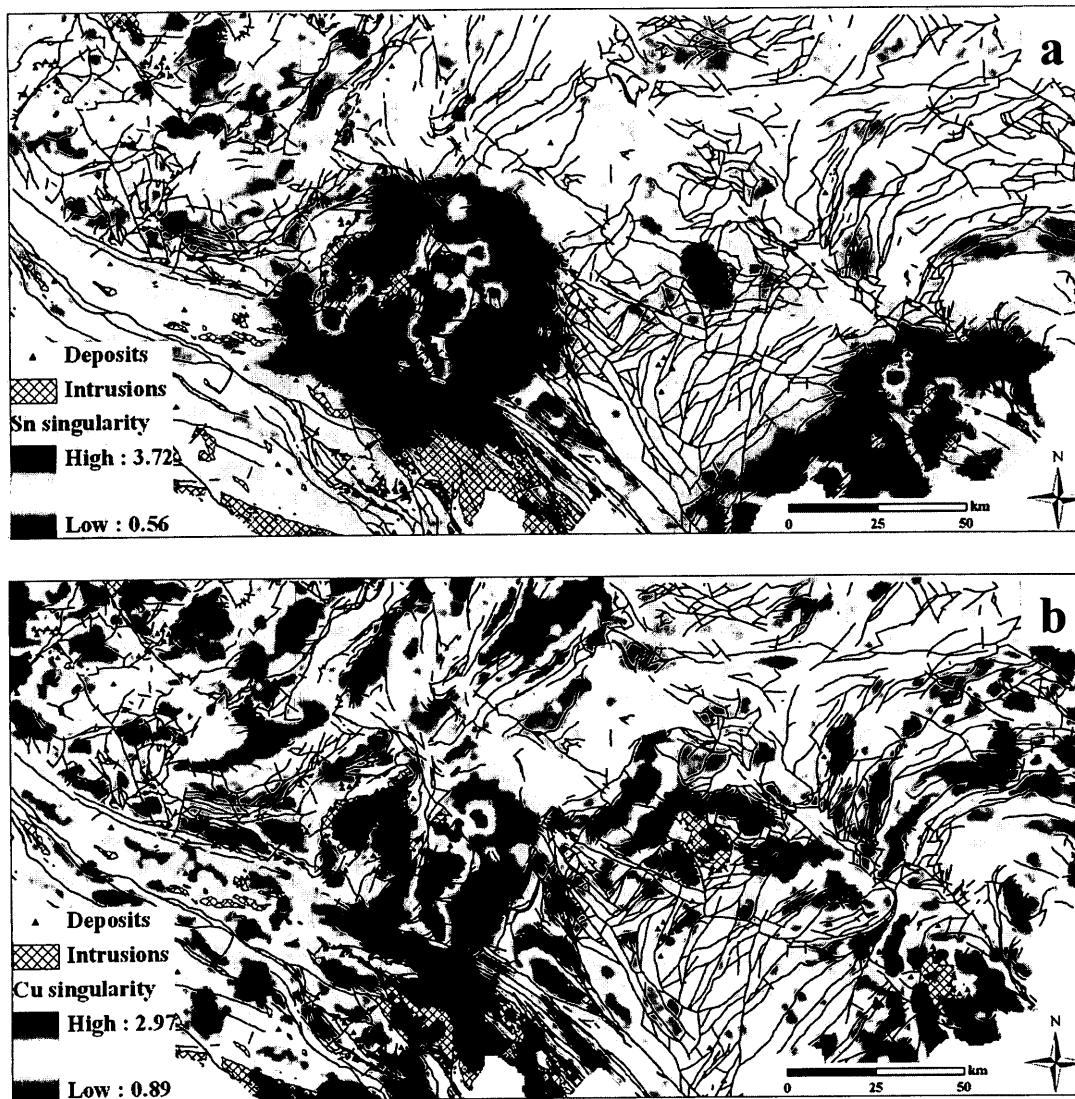 a
Deposits
Intrusions
Sn singularity
High : 3.72
Low : 0.56
N
0 25 50 km
b
Deposits
Intrusions
Cu singularity
High : 2.97
Low : 0.89
N
0 25 50 km